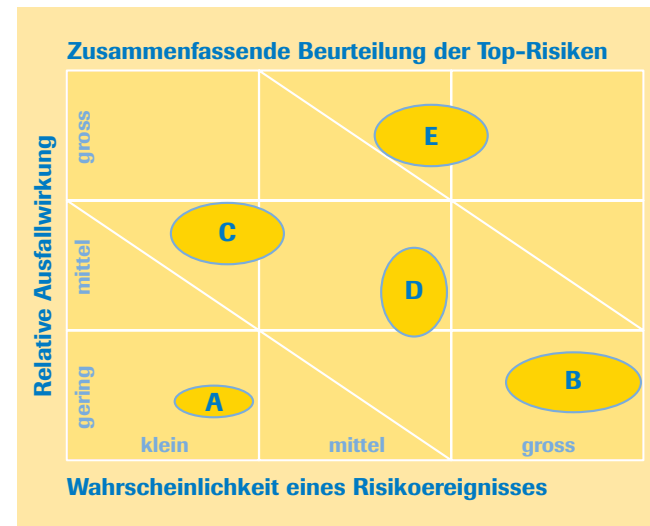 Zusammenfassende Beurteilung der Top-Risiken
Relative Ausfallwirkung
gross
E
mittel
C
D
gering
A
B
klein
mittel
gross
Wahrscheinlichkeit eines Risikoereignisses